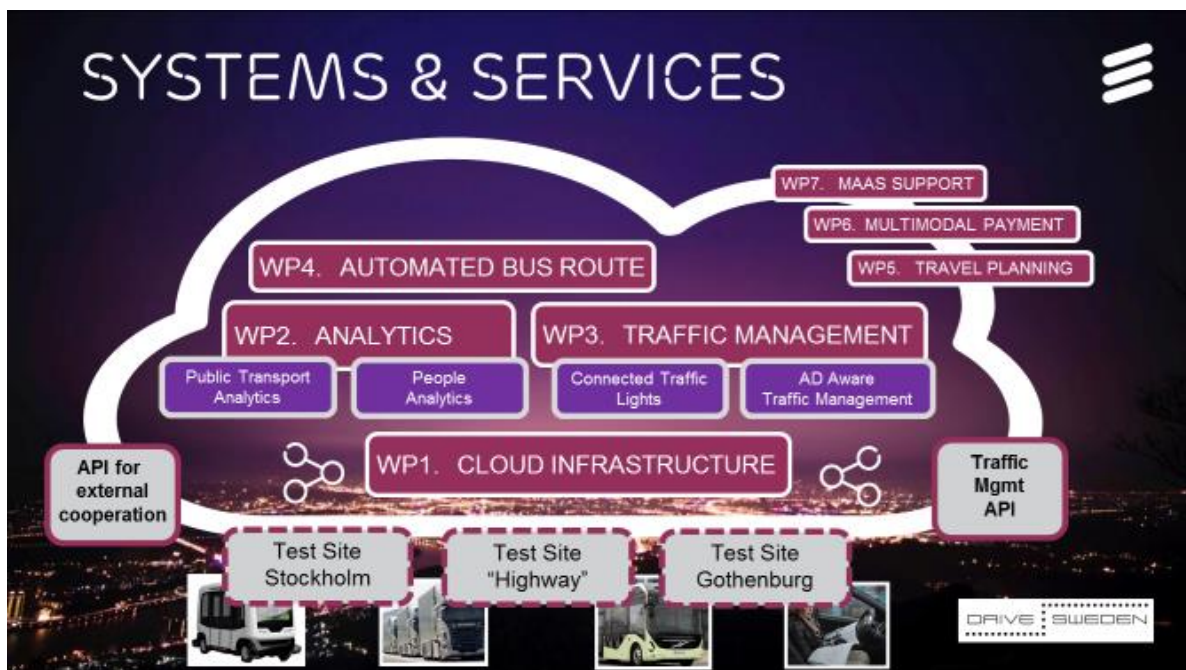 SYSTEMS & SERVICES
WP7. MAAS SUPPORT
WP6. MULTIMODAL PAYMENT
WP5. TRAVEL PLANNING
WP4. AUTOMATED BUS ROUTE
WP2. ANALYTICS
WP3. TRAFFIC MANAGEMENT
Public Transport
Analytics
People
Analytics
Connected Traffic
Lights
AD Aware
Traffic Management
WP1. CLOUD INFRASTRUCTURE
API for
external
cooperation
Traffic
Mgmt
API
Test Site
Stockholm
Test Site
“Highway”
Test Site
Gothenburg
DRIVE SWEDEN